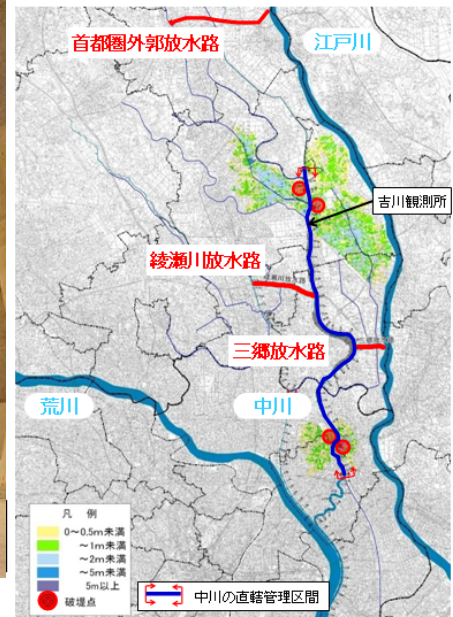 首都圏外郭放水路
江戸川
吉川観測所
綾瀬川放水路
三郷放水路
荒川
中川
凡 例
0～0.5m未満
～1m未満
～2m未満
～5m未満
5m以上
破堤点
中川の直轄管理区間